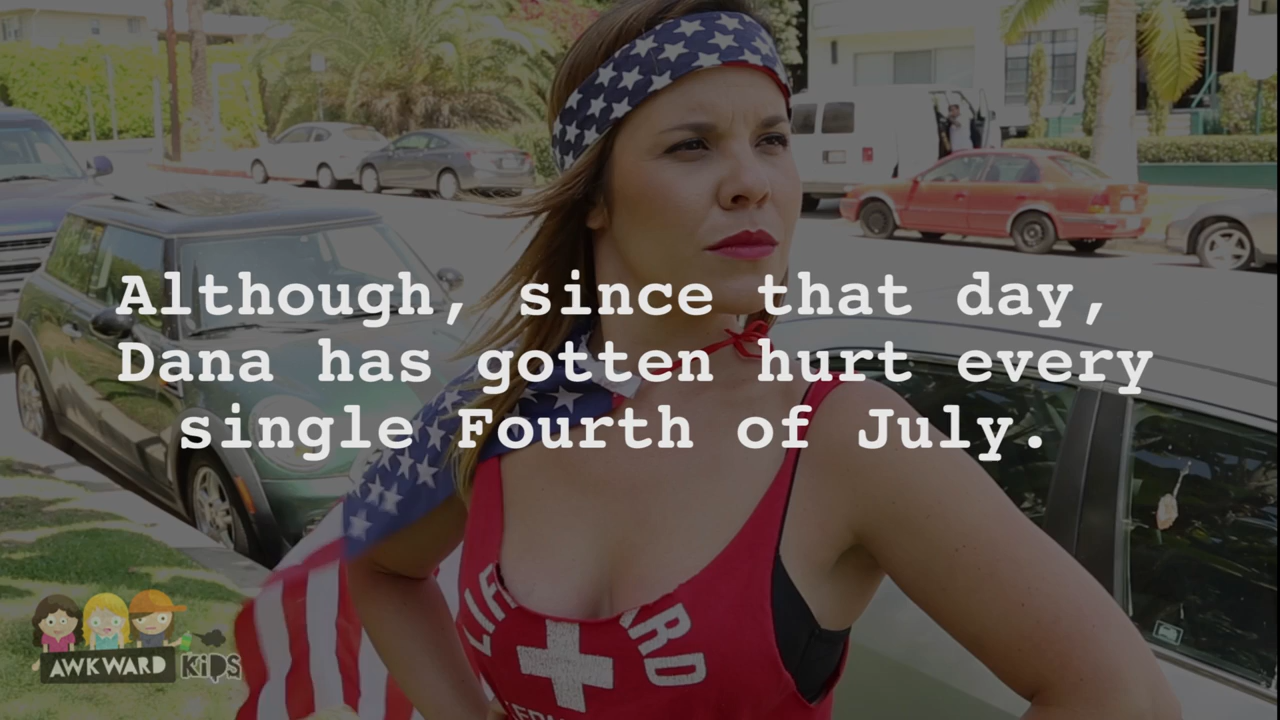 Although, since that day,
Dana has gotten hurt every
single Fourth of July.
AWKWARD KiDS